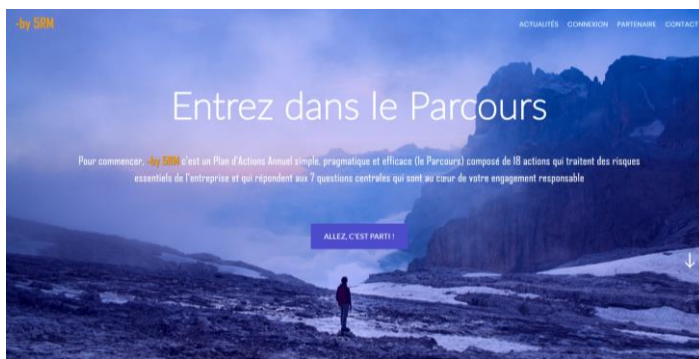 -by 5RM
ACTUALITÉS CONNEXION PARTENAIRE CONTACT
Entrez dans le Parcours
Pour commencer, -by 5RM c'est un Plan d'Actions Annuel simple, pragmatique et efficace (le Parcours) composé de 18 actions qui traitent des risques
essentiels de l'entreprise et qui répondent aux 7 questions centrales qui sont au cœur de votre engagement responsable
ALLEZ, C'EST PARTI !